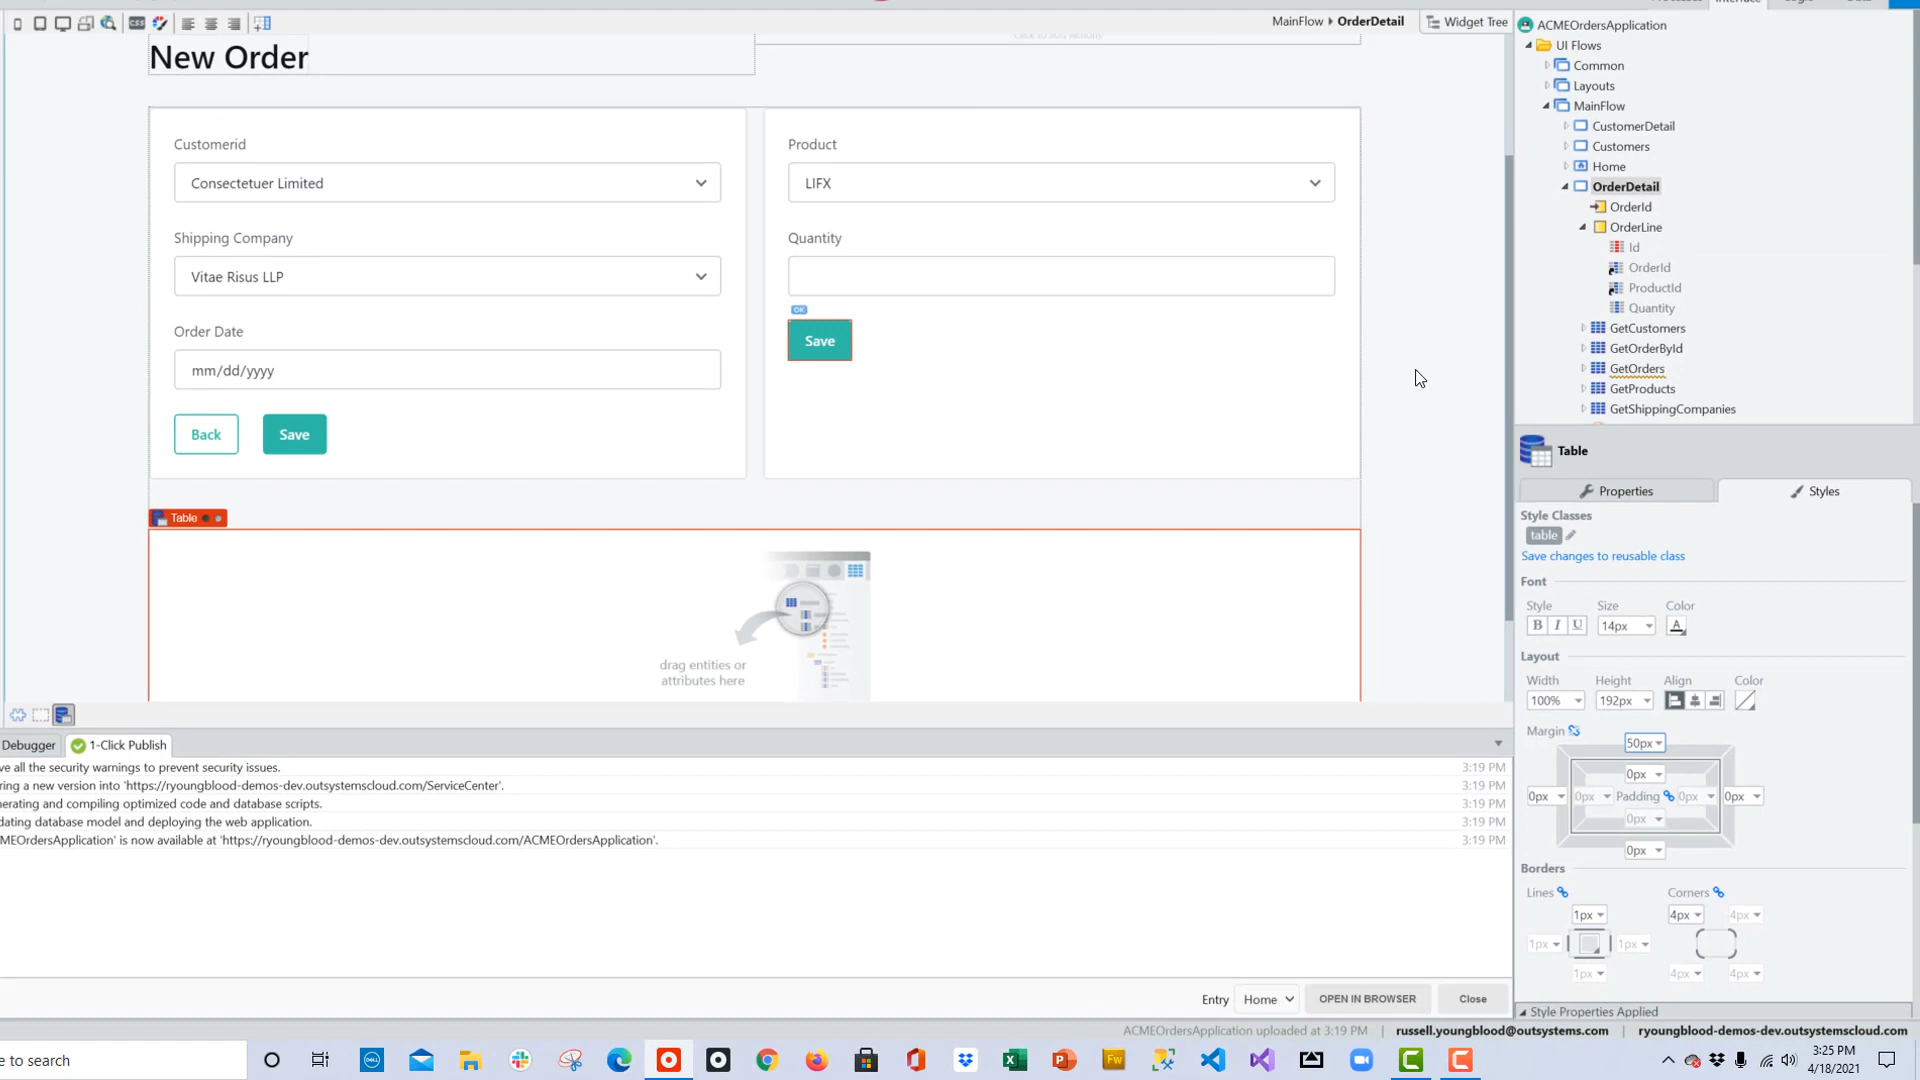 MainFlow ▸ OrderDetail
Widget Tree
New Order
Customerid
Consectetuer Limited
Shipping Company
Vitae Risus LLP
Order Date
mm/dd/yyyy
Back
Save
Product
LIFX
Quantity
OK
Save
Table
drag entities or
attributes here
ACMEOrdersApplication
UI Flows
Common
Layouts
MainFlow
CustomerDetail
Customers
Home
OrderDetail
OrderId
OrderLine
Id
OrderId
ProductId
Quantity
GetCustomers
GetOrderById
GetOrders
GetProducts
GetShippingCompanies
Table
Properties
Styles
Style Classes
table
Save changes to reusable class
Font
Style Size Color
B I U 14px A
Layout
Width Height Align Color
100% 192px
Margin
50px
0px
0px 0px Padding 0px 0px
0px
0px
Borders
Lines Corners
1px 4px 4px
1px 1px
1px 4px 4px
Style Properties Applied
Debugger
1-Click Publish
ve all the security warnings to prevent security issues. 3:19 PM
ring a new version into 'https://ryoungblood-demos-dev.outsystemscloud.com/ServiceCenter'. 3:19 PM
nerating and compiling optimized code and database scripts. 3:19 PM
dating database model and deploying the web application. 3:19 PM
MEOrdersApplication' is now available at 'https://ryoungblood-demos-dev.outsystemscloud.com/ACMEOrdersApplication'. 3:19 PM
Entry Home OPEN IN BROWSER Close
ACMEOrdersApplication uploaded at 3:19 PM russell.youngblood@outsystems.com ryoungblood-demos-dev.outsystemscloud.com
e to search
3:25 PM
4/18/2021